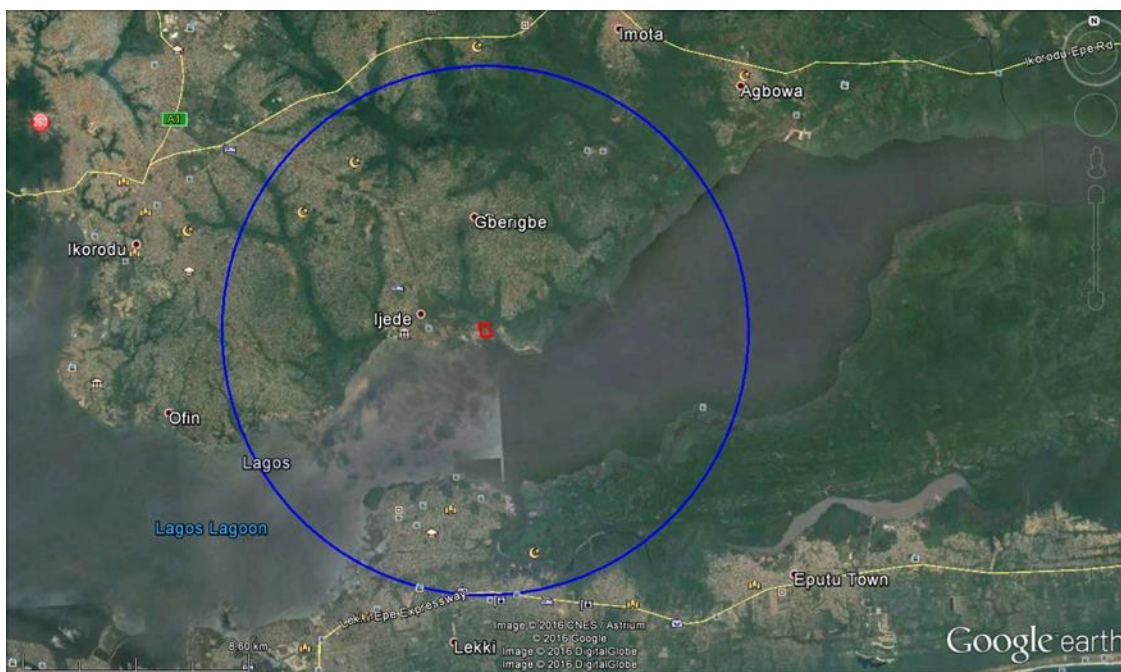 N
Imota
Ikorodu-Epe Rd
Agbowa
A1
Gberigbe
Ikorodu
Ijede
Ofin
Lagos
Lagos Lagoon
Eputu Town
Lekki Epe Expressway
Lekki
8.60 km
Image © 2016 CNES / Astrium
© 2016 Google
Image © 2016 DigitalGlobe
Image © 2016 DigitalGlobe
Google earth